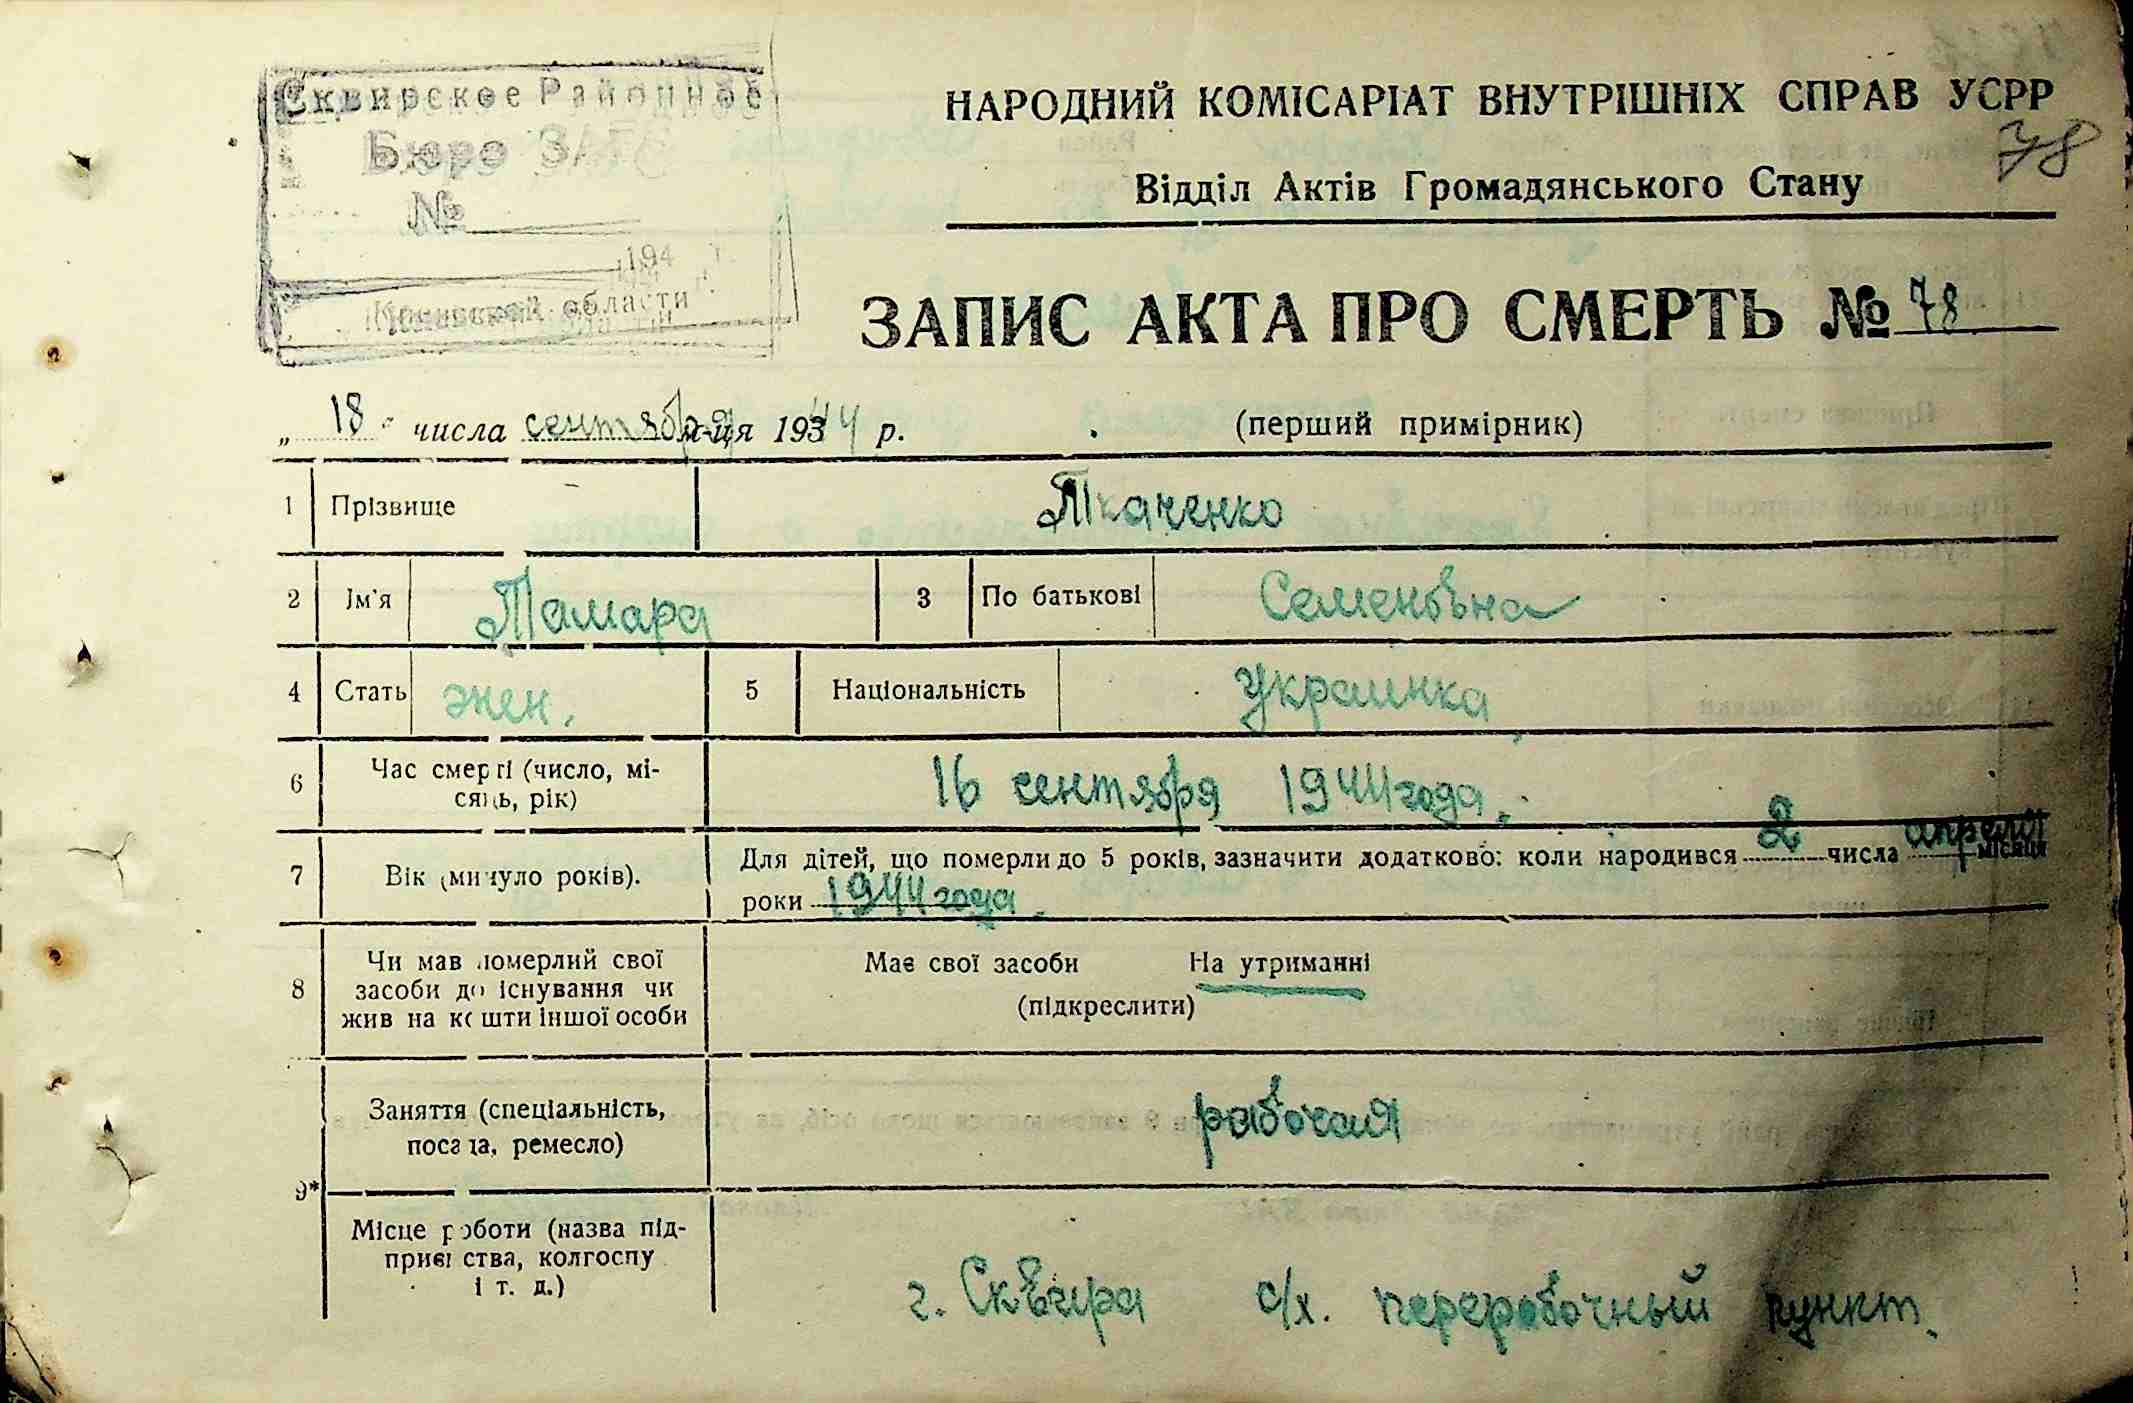 Сквирское Районное
Бюро ЗАГС
№
194 г.
Киевской области
НАРОДНИЙ КОМІСАРІАТ ВНУТРІШНІХ СПРАВ УСРР
78
Відділ Актів Громадянського Стану
ЗАПИС АКТА ПРО СМЕРТЬ № 78
„ 18 " числа сентября м-ця 1944 р. (перший примірник)
1 Прізвище Ткаченко
2 Ім'я Тамара 3 По батькові Семеновна
4 Стать жен. 5 Національність украинка
6 Час смерті (число, мі-
сяць, рік) 16 сентября 1944 года.
7 Вік (минуло років). Для дітей, що померли до 5 років, зазначити додатково: коли народився 2 числа апреля місяця
роки 1944 года.
8 Чи мав померлий свої
засоби до існування чи
жив на кошти іншої особи
Має свої засоби На утриманні
(підкреслити)
9* Заняття (спеціальність,
посада, ремесло) рабочая
Місце роботи (назва під-
приємства, колгоспу
і т. д.)
г. Сквира с/х. переробочный пункт.